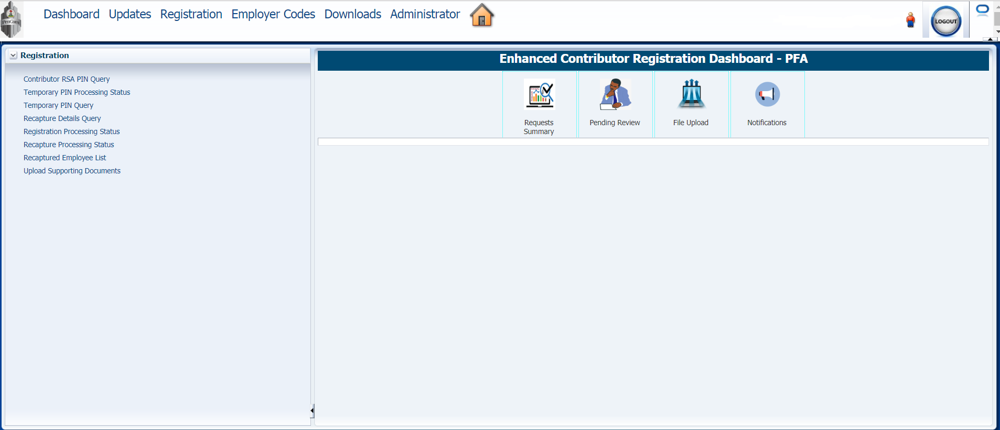 PenCom
Dashboard Updates Registration Employer Codes Downloads Administrator
LOGOUT
Registration
Contributor RSA PIN Query
Temporary PIN Processing Status
Temporary PIN Query
Recapture Details Query
Registration Processing Status
Recapture Processing Status
Recaptured Employee List
Upload Supporting Documents
Enhanced Contributor Registration Dashboard - PFA
Requests
Summary
Pending Review
File Upload
Notifications